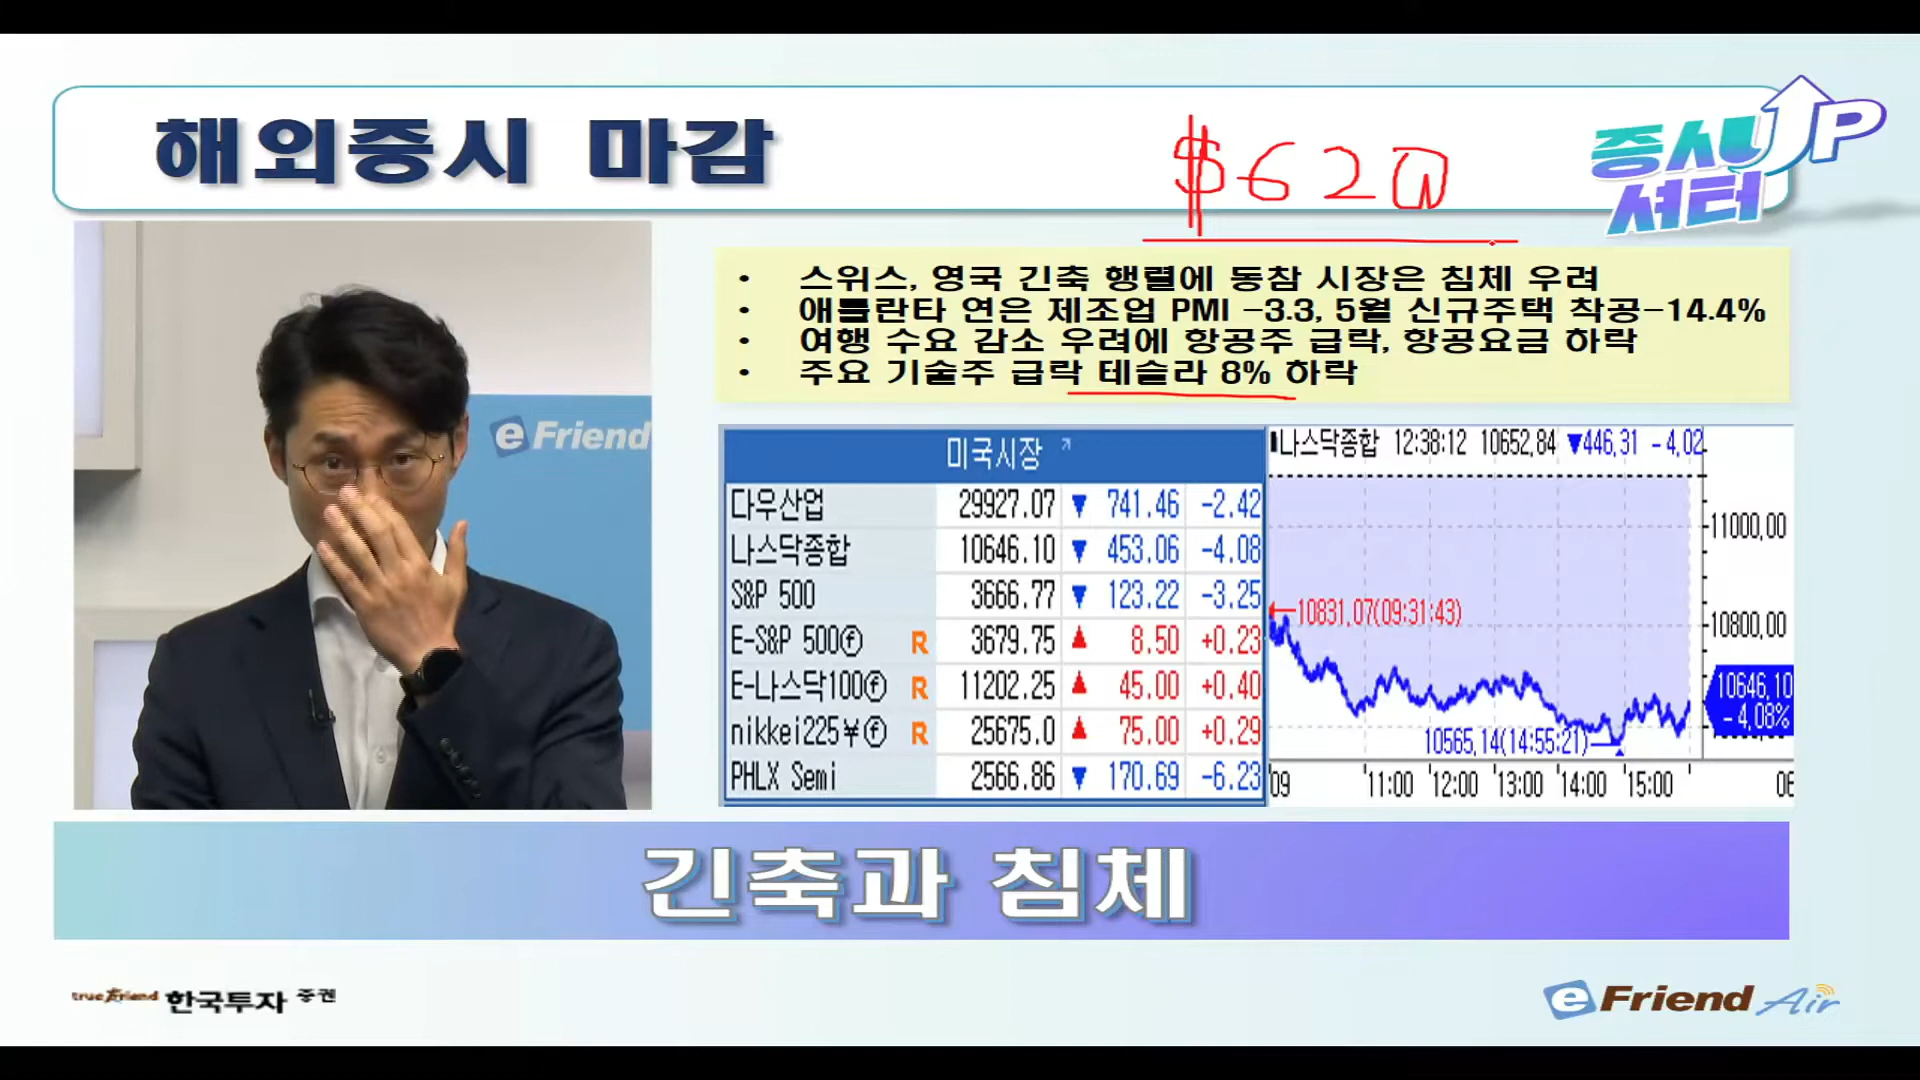 해외증시 마감
증시UP
셔터
$620
• 스위스, 영국 긴축 행렬에 동참 시장은 침체 우려
• 애틀란타 연은 제조업 PMI -3.3, 5월 신규주택 착공-14.4%
• 여행 수요 감소 우려에 항공주 급락, 항공요금 하락
• 주요 기술주 급락 테슬라 8% 하락
e Friend
미국시장
다우산업 29927.07 ▼ 741.46 -2.42
나스닥종합 10646.10 ▼ 453.06 -4.08
S&P 500 3666.77 ▼ 123.22 -3.25
E-S&P 500ⓕ R 3679.75 ▲ 8.50 +0.23
E-나스닥100ⓕ R 11202.25 ▲ 45.00 +0.40
nikkei225￥ⓕ R 25675.0 ▲ 75.00 +0.29
PHLX Semi 2566.86 ▼ 170.69 -6.23
나스닥종합 12:38:12 10652,84 ▼446,31 -4,02
11000,00
10831,07(09:31:43)
10800,00
10646,10
-4,08%
10565,14(14:55:21)
09 11:00 12:00 13:00 14:00 15:00 06
긴축과 침체
true Friend 한국투자 증권
e Friend Air